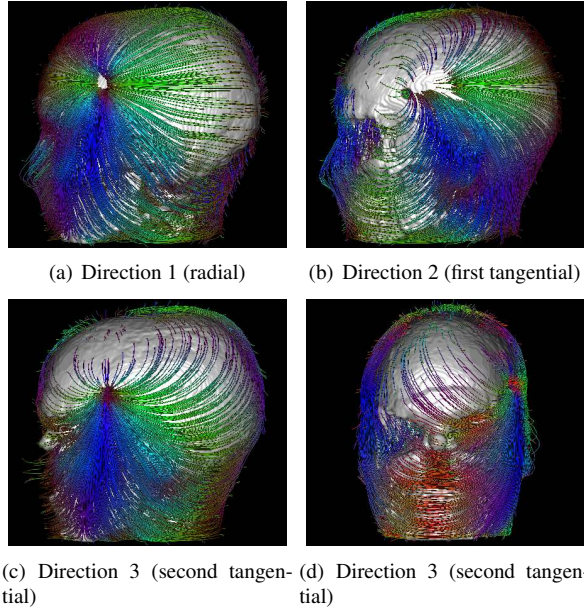 (a) Direction 1 (radial)
(b) Direction 2 (first tangential)
(c) Direction 3 (second tangen-
tial)
(d) Direction 3 (second tangen-
tial)